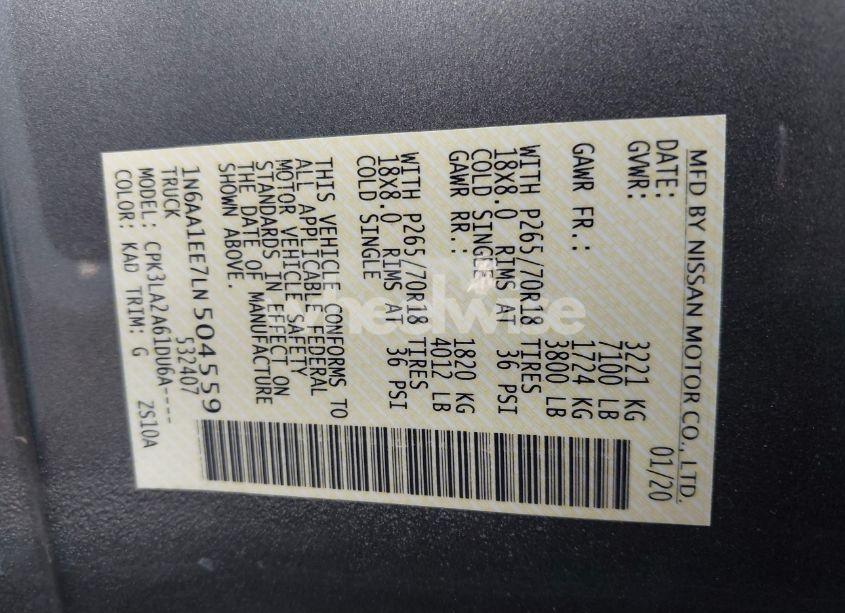 MFD BY NISSAN MOTOR CO., LTD.
DATE: 01/20
GVWR: 3221 KG
7100 LB
GAWR FR.: 1724 KG
3800 LB
WITH P265/70R18 TIRES
18X8.0 RIMS AT 36 PSI
COLD SINGLE
GAWR RR.: 1820 KG
4012 LB
WITH P265/70R18 TIRES
18X8.0 RIMS AT 36 PSI
COLD SINGLE
THIS VEHICLE CONFORMS TO
ALL APPLICABLE FEDERAL
MOTOR VEHICLE SAFETY
STANDARDS IN EFFECT ON
THE DATE OF MANUFACTURE
SHOWN ABOVE.
1N6AA1EE7LN504559
TRUCK 532407
MODEL: CPK3LA2A61DU6A----
COLOR: KAD TRIM: G 2S10A
wheelwise